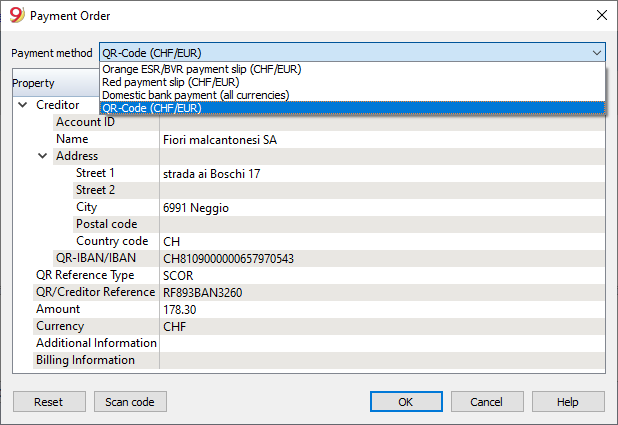 Payment Order
Payment method QR-Code (CHF/EUR)
Orange ESR/BVR payment slip (CHF/EUR)
Red payment slip (CHF/EUR)
Domestic bank payment (all currencies)
QR-Code (CHF/EUR)
Property
Creditor
Account ID
Name Fiori malcantonesi SA
Address
Street 1 strada ai Boschi 17
Street 2
City 6991 Neggio
Postal code
Country code CH
QR-IBAN/IBAN CH8109000000657970543
QR Reference Type SCOR
QR/Creditor Reference RF893BAN3260
Amount 178.30
Currency CHF
Additional Information
Billing Information
Reset Scan code OK Cancel Help